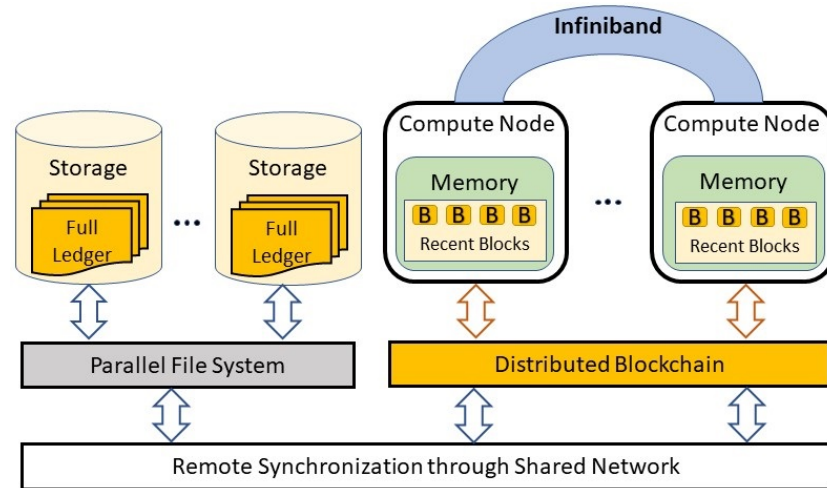 Infiniband
Storage
Full
Ledger
...
Storage
Full
Ledger
Compute Node
Memory
B B B B
Recent Blocks
...
Compute Node
Memory
B B B B
Recent Blocks
Parallel File System
Distributed Blockchain
Remote Synchronization through Shared Network